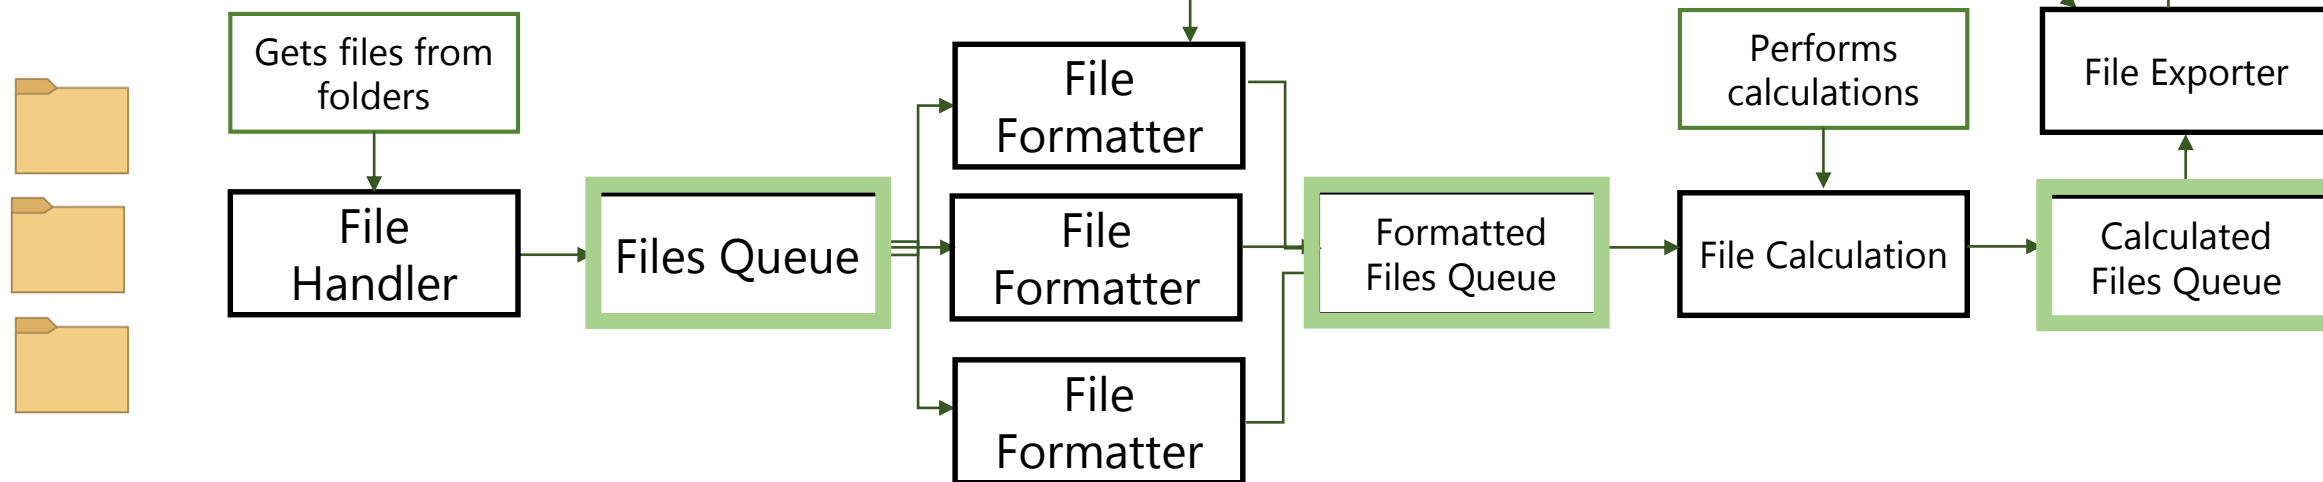 Gets files from
folders
File
Handler
Files Queue
File
Formatter
File
Formatter
File
Formatter
Formatted
Files Queue
Performs
calculations
File Calculation
File Exporter
Calculated
Files Queue